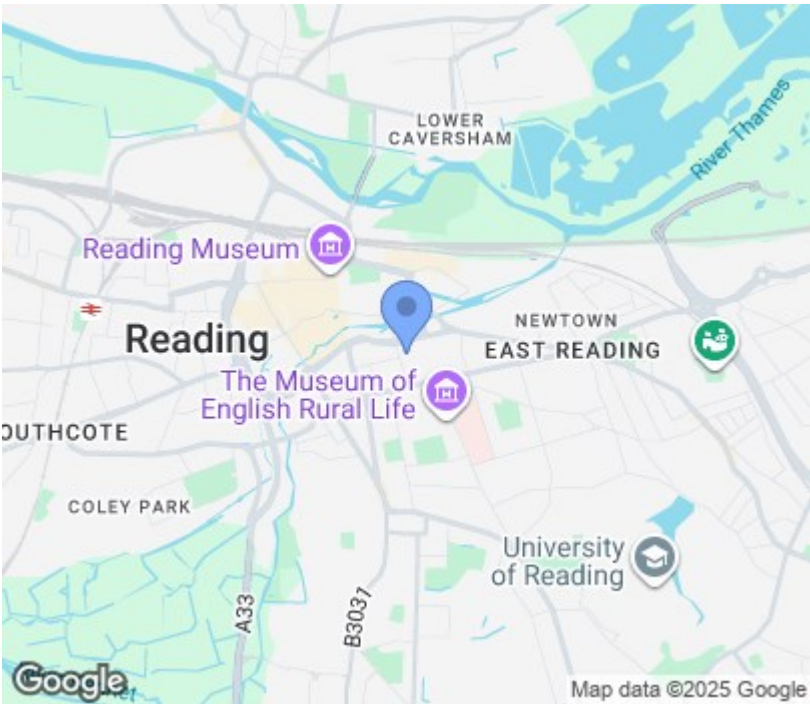 LOWER
CAVERSHAM
River Thames
Reading Museum
NEWTOWN
Reading
EAST READING
The Museum of
English Rural Life
OUTHCOTE
COLEY PARK
University
of Reading
A33
B3031
Google
Map data ©2025 Google